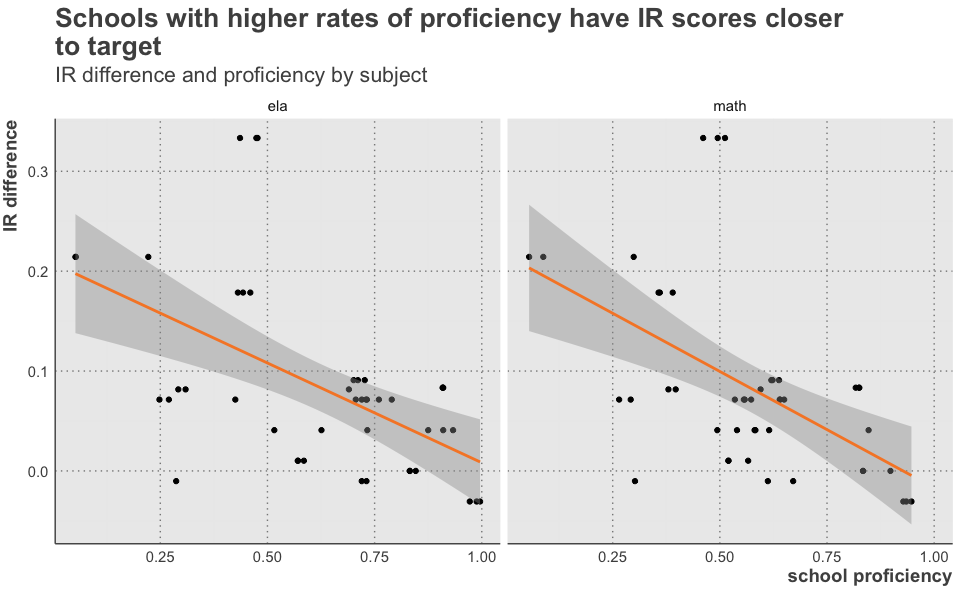 Schools with higher rates of proficiency have IR scores closer
to target
IR difference and proficiency by subject
ela
math
IR difference
0.3
0.2
0.1
0.0
0.25
0.50
0.75
1.00
0.25
0.50
0.75
1.00
school proficiency